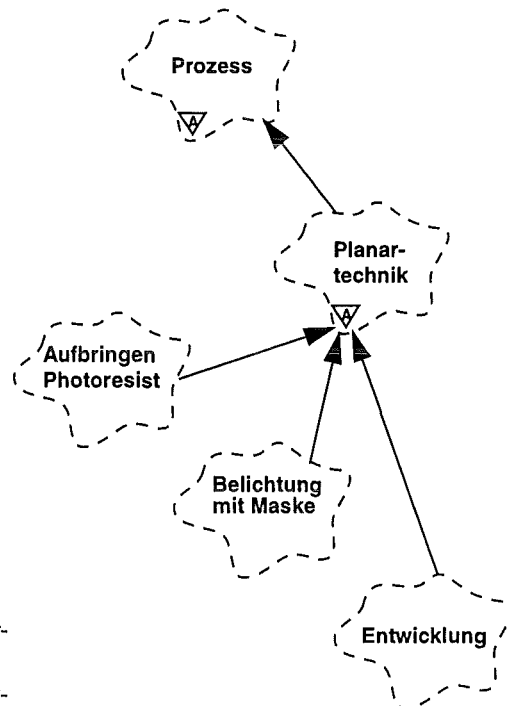 Prozess
A
Planar-
technik
A
Aufbringen
Photoresist
Belichtung
mit Maske
Entwicklung